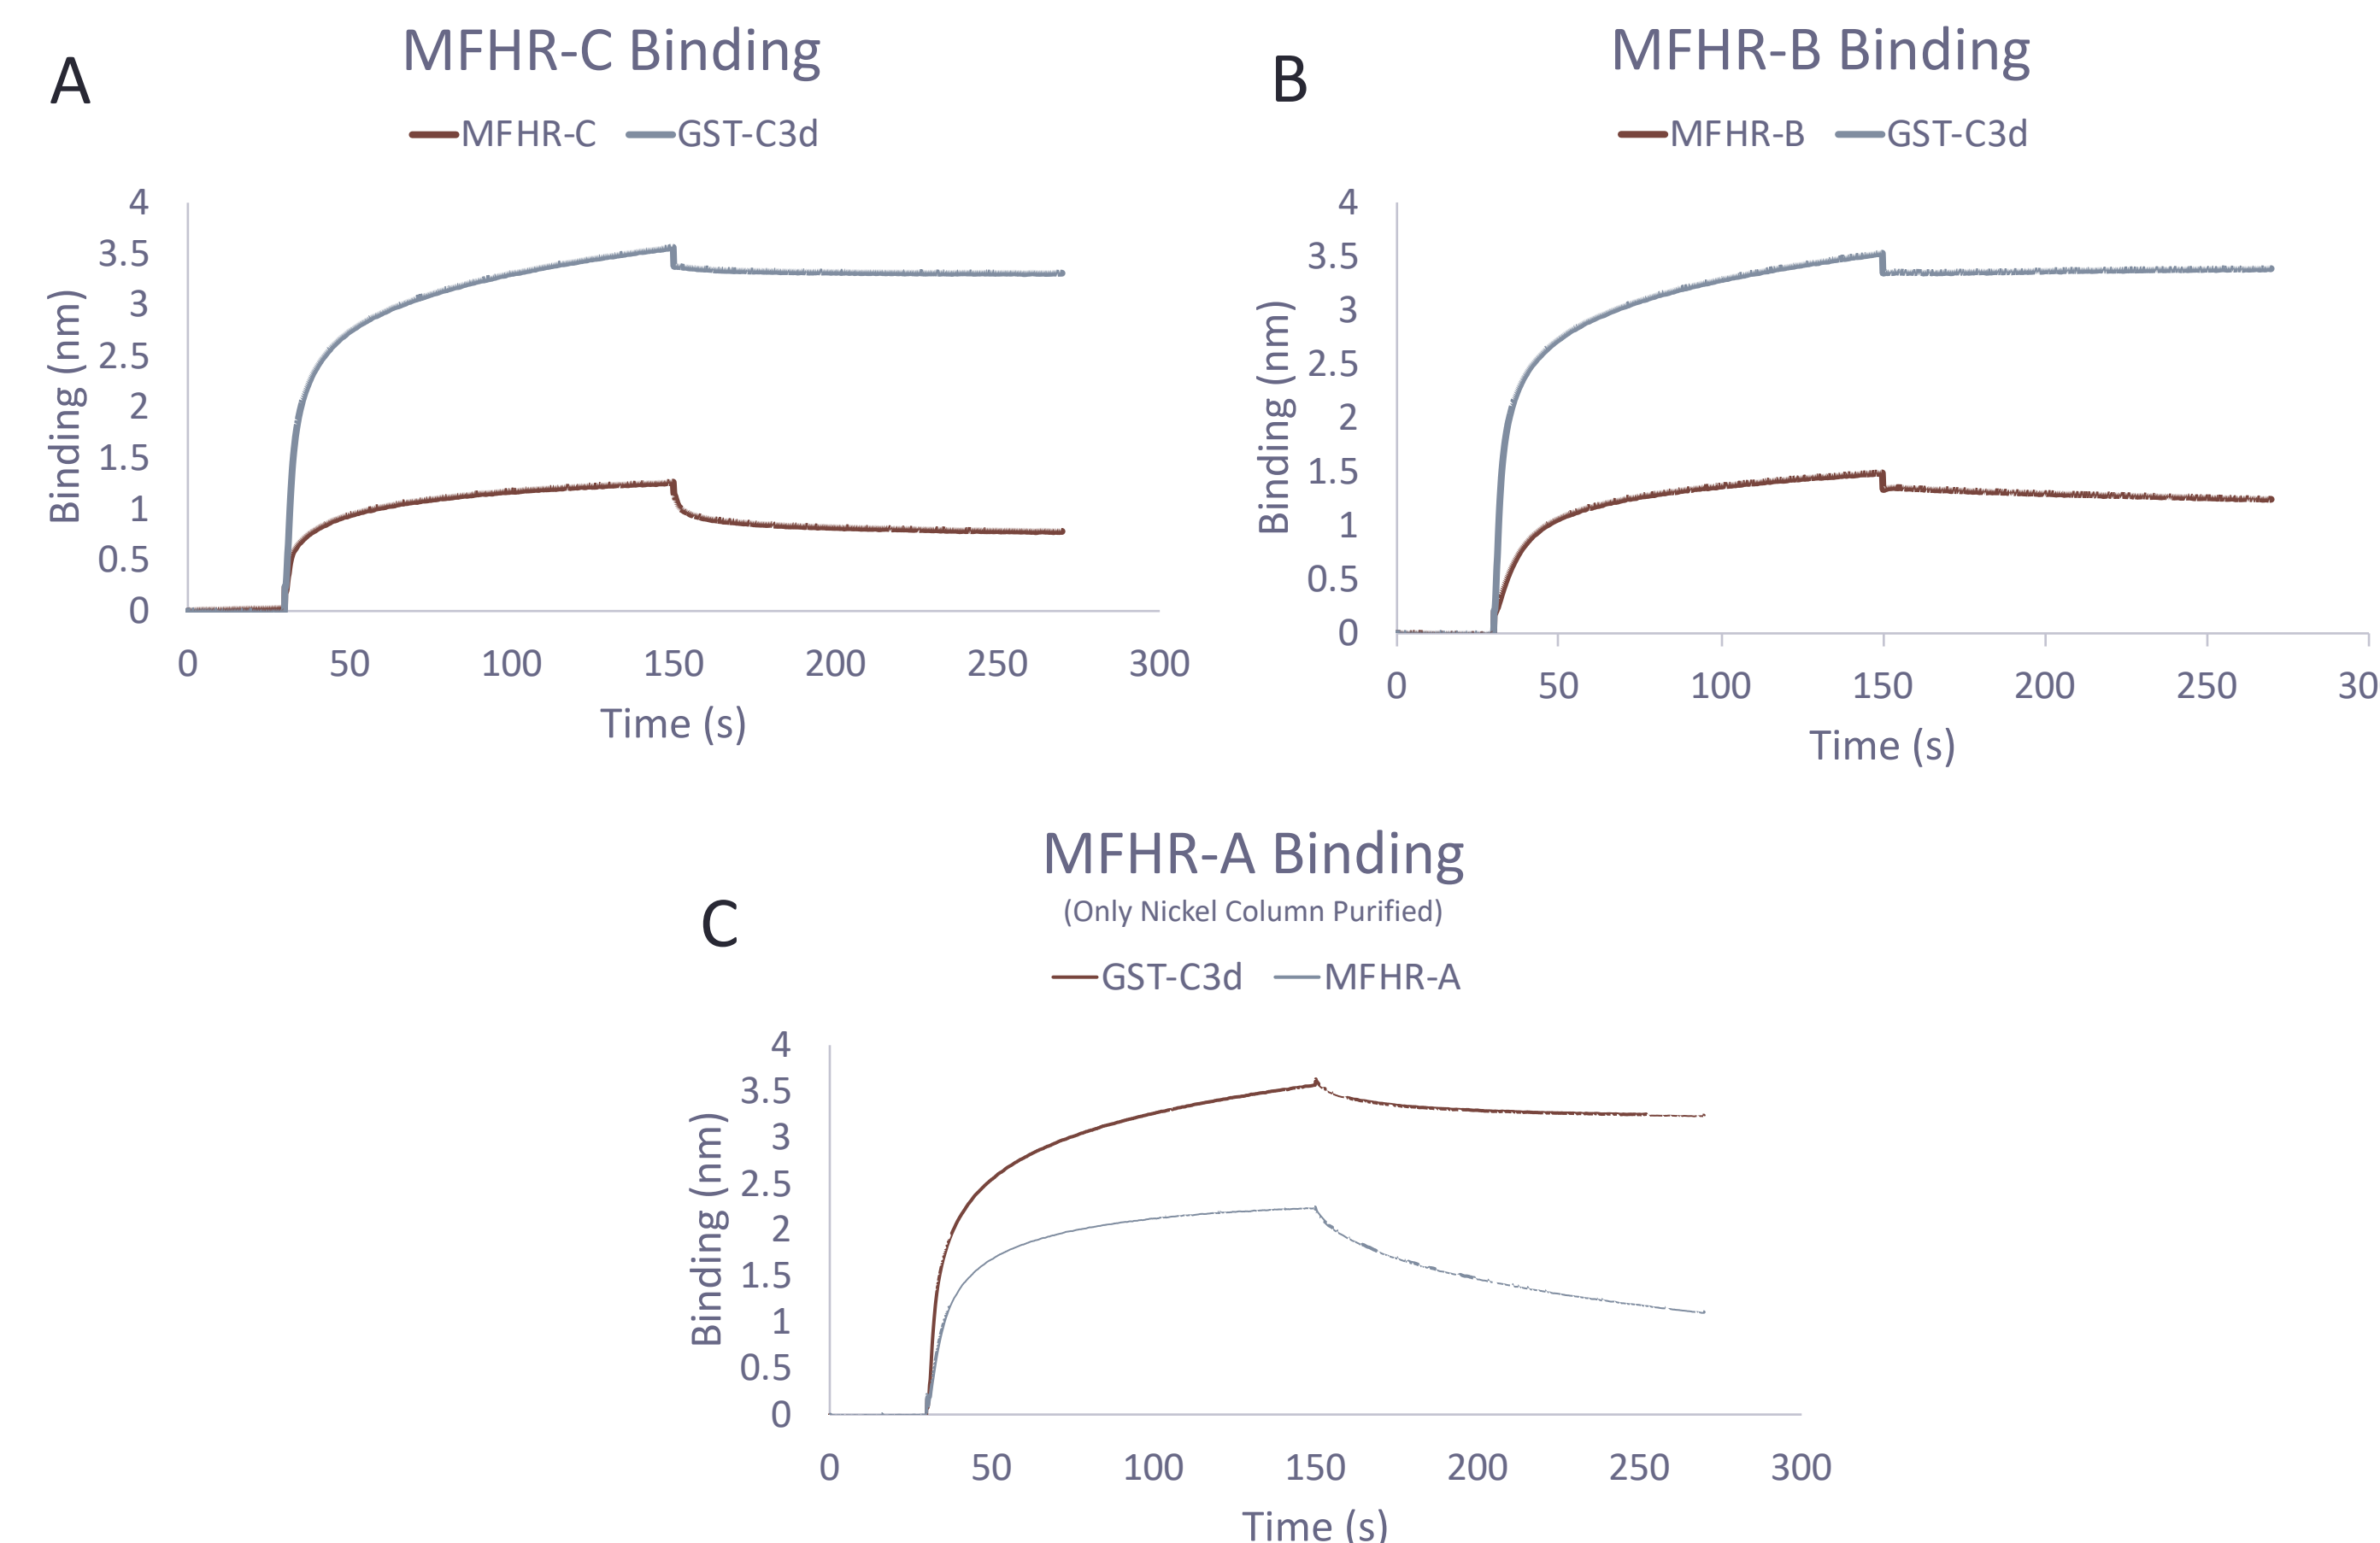 A
MFHR-C Binding
MFHR-C GST-C3d
4
3.5
3
2.5
2
1.5
1
0.5
0
Binding (nm)
0 50 100 150 200 250 300
Time (s)
B
MFHR-B Binding
MFHR-B GST-C3d
4
3.5
3
2.5
2
1.5
1
0.5
0
Binding (nm)
0 50 100 150 200 250 30
Time (s)
C
MFHR-A Binding
(Only Nickel Column Purified)
GST-C3d MFHR-A
4
3.5
3
2.5
2
1.5
1
0.5
0
Binding (nm)
0 50 100 150 200 250 300
Time (s)